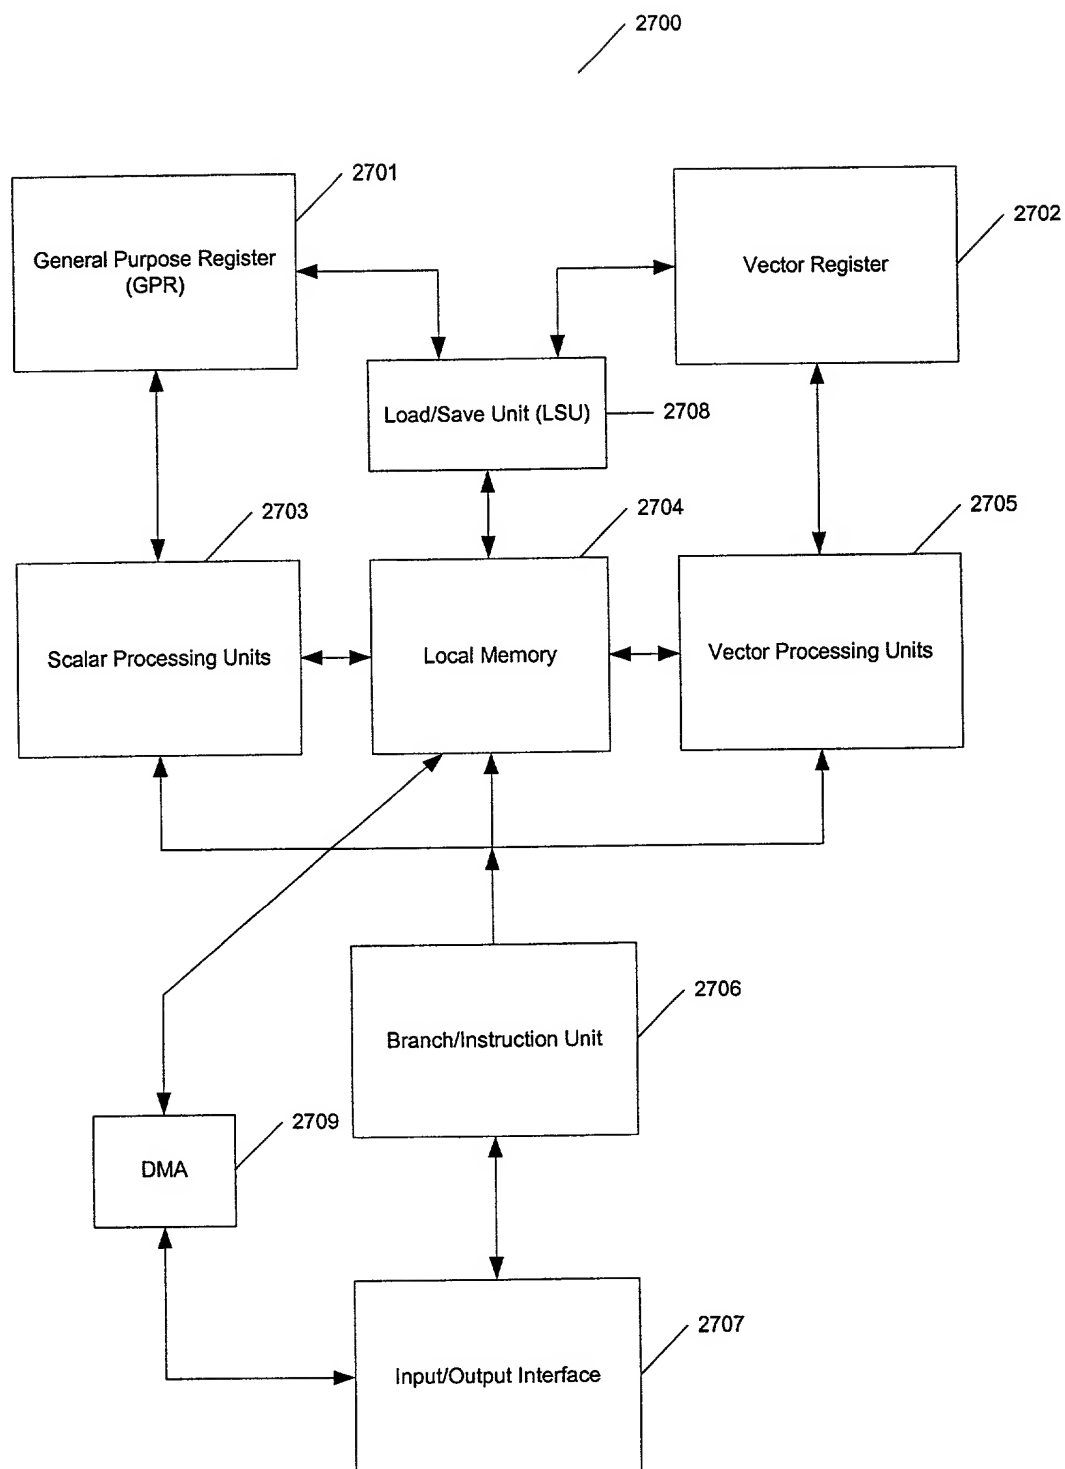 2700
2701
2702
General Purpose Register
(GPR)
Vector Register
Load/Save Unit (LSU)
2708
2703
2704
2705
Scalar Processing Units
Local Memory
Vector Processing Units
2706
Branch/Instruction Unit
2709
DMA
2707
Input/Output Interface